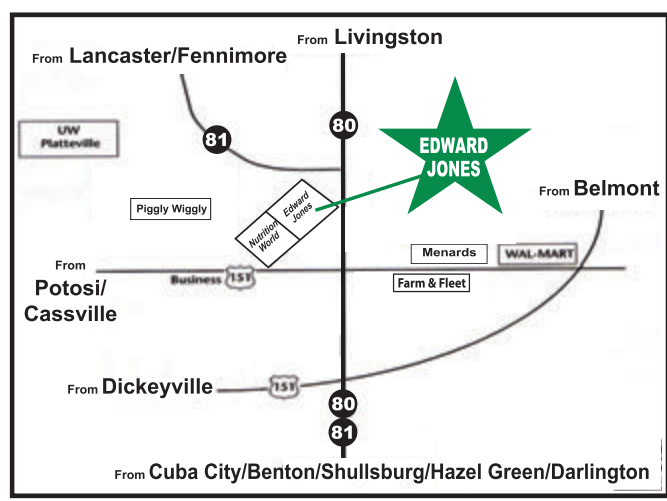 From Livingston
From Lancaster/Fennimore
80
81
UW
Platteville
EDWARD
JONES
From Belmont
Piggly Wiggly
Edward
Jones
Nutrition
World
Menards
WAL-MART
From
Potosi/
Cassville
Business 151
Farm & Fleet
From Dickeyville
151
80
81
From Cuba City/Benton/Shullsburg/Hazel Green/Darlington